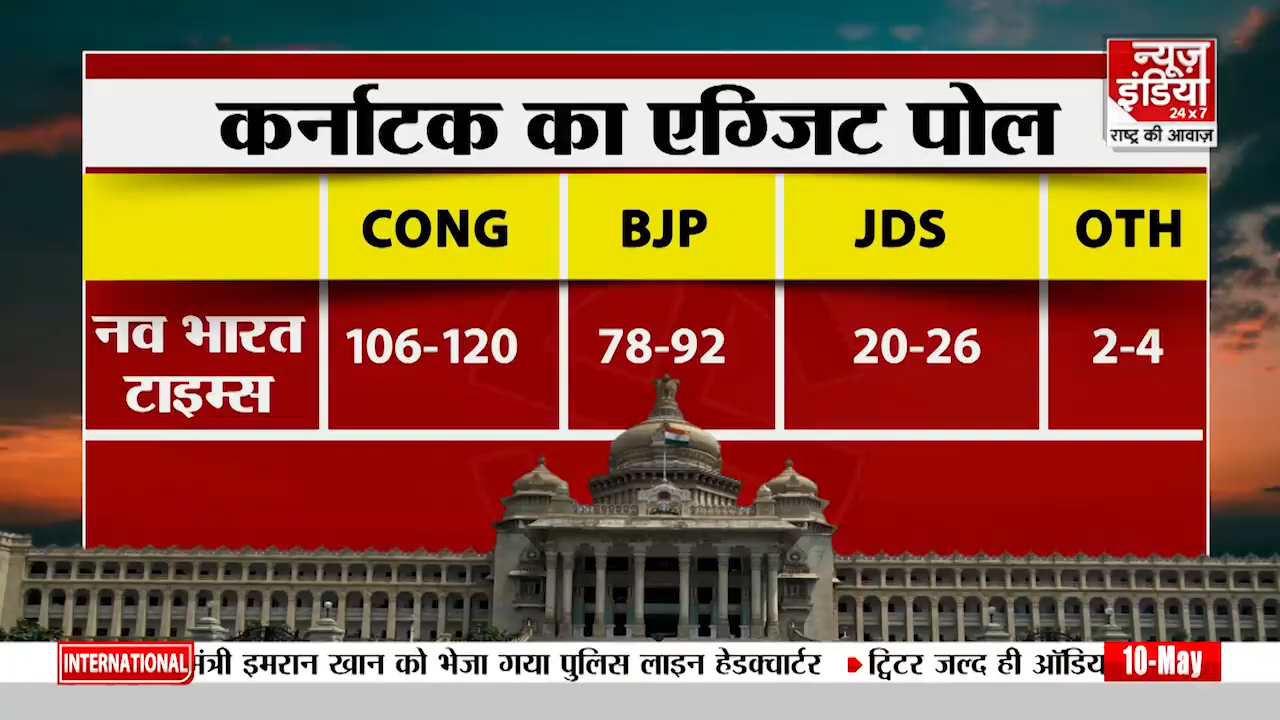 न्यूज़
इंडिया
24x7
राष्ट्र की आवाज़
कर्नाटक का एग्जिट पोल
CONG BJP JDS OTH
नव भारत
टाइम्स
106-120 78-92 20-26 2-4
INTERNATIONAL इमरान खान को भेजा गया पुलिस लाइन हेडक्वार्टर ट्विटर जल्द ही 10-May